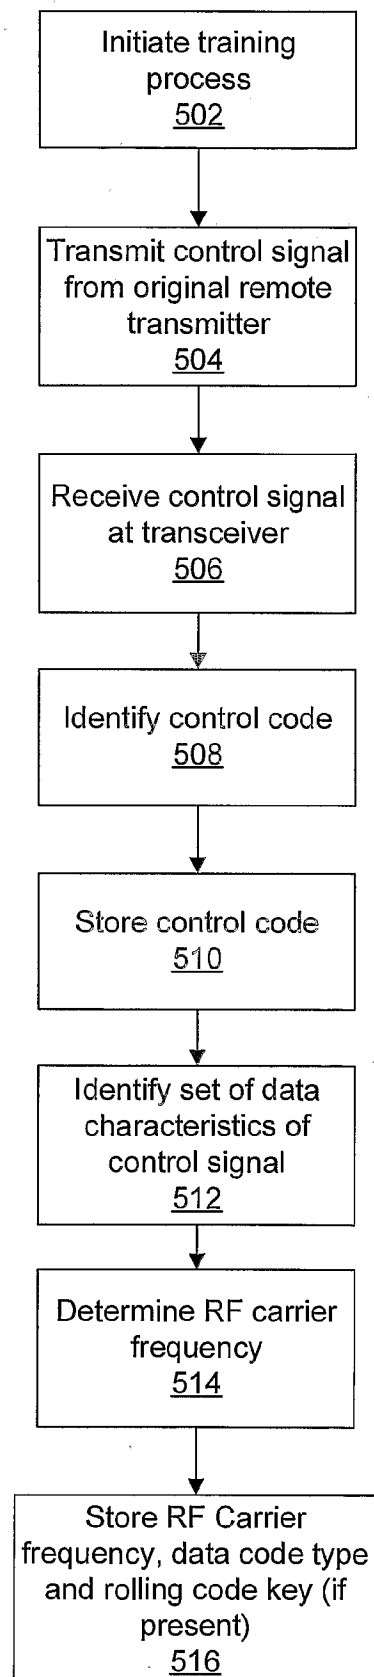 Initiate training
process
502
Transmit control signal
from original remote
transmitter
504
Receive control signal
at transceiver
506
Identify control code
508
Store control code
510
Identify set of data
characteristics of
control signal
512
Determine RF carrier
frequency
514
Store RF Carrier
frequency, data code type
and rolling code key (if
present)
516